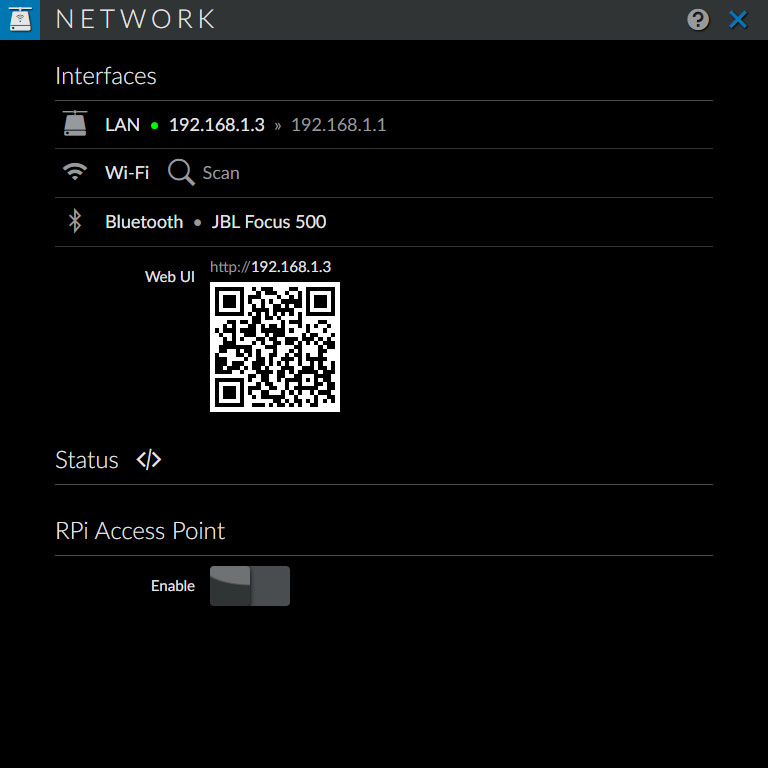 NETWORK
Interfaces
LAN • 192.168.1.3 » 192.168.1.1
Wi-Fi Scan
Bluetooth • JBL Focus 500
http://192.168.1.3
Web UI
Status </>
RPi Access Point
Enable